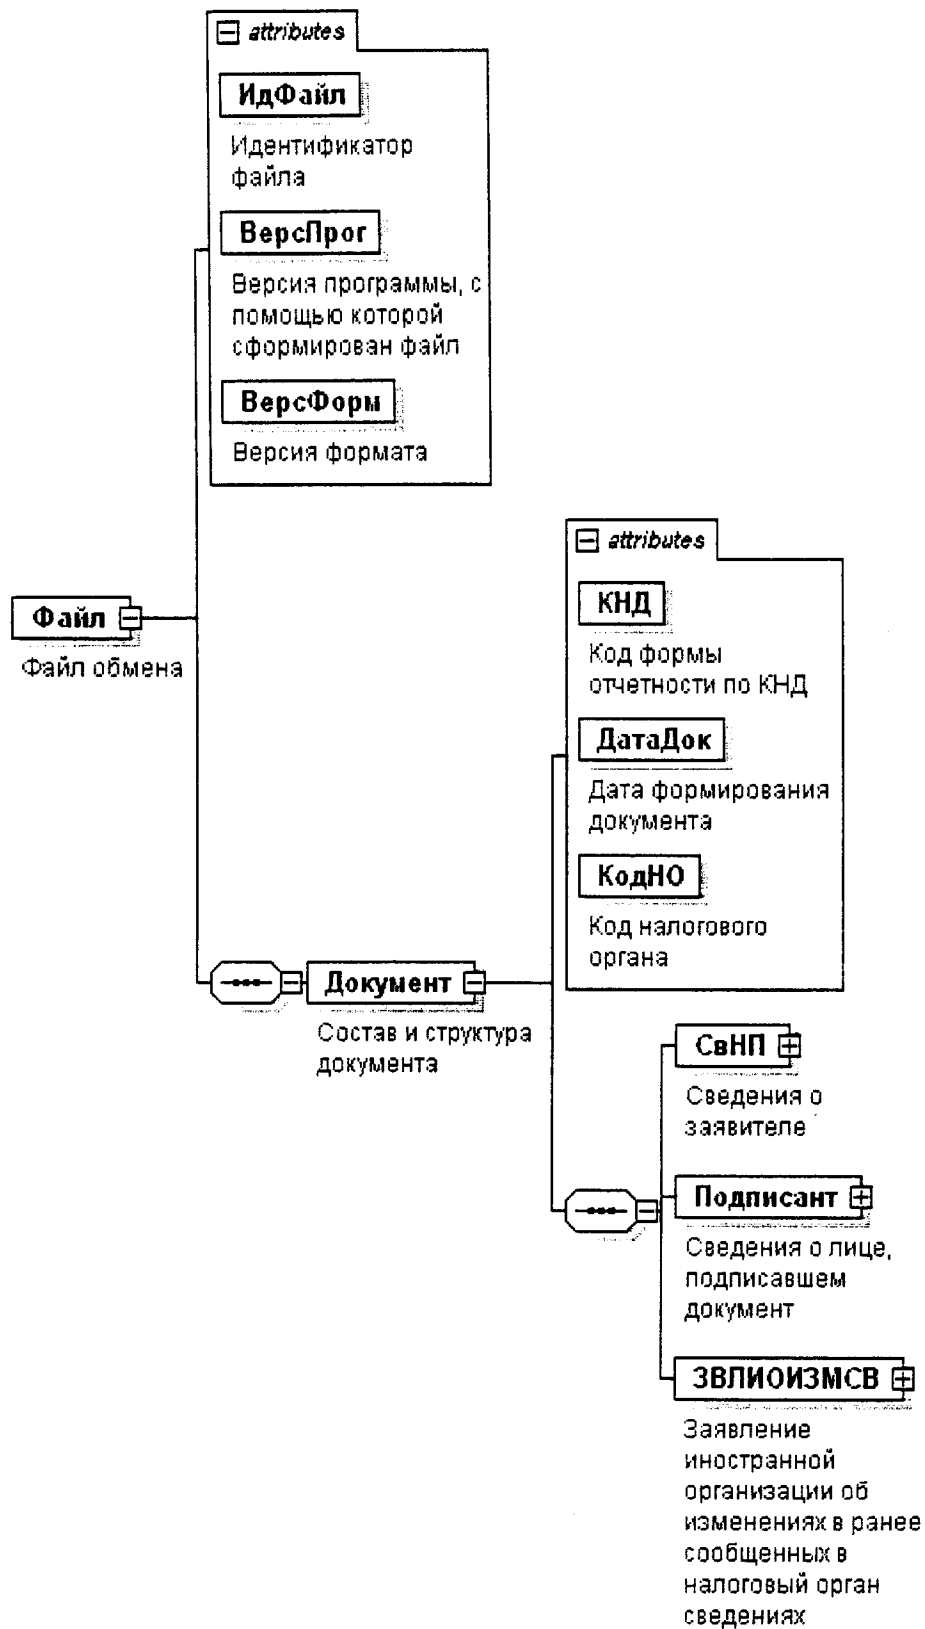 attributes
ИдФайл
Идентификатор
файла
ВерсПрог
Версия программы, с
помощью которой
сформирован файл
ВерсФорм
Версия формата
Файл
Файл обмена
attributes
КНД
Код формы
отчетности по КНД
ДатаДок
Дата формирования
документа
КодНО
Код налогового
органа
Документ
Состав и структура
документа
СвНП
Сведения о
заявителе
Подписант
Сведения о лице,
подписавшем
документ
ЗВЛИОИЗМСВ
Заявление
иностранной
организации об
изменениях в ранее
сообщенных в
налоговый орган
сведениях